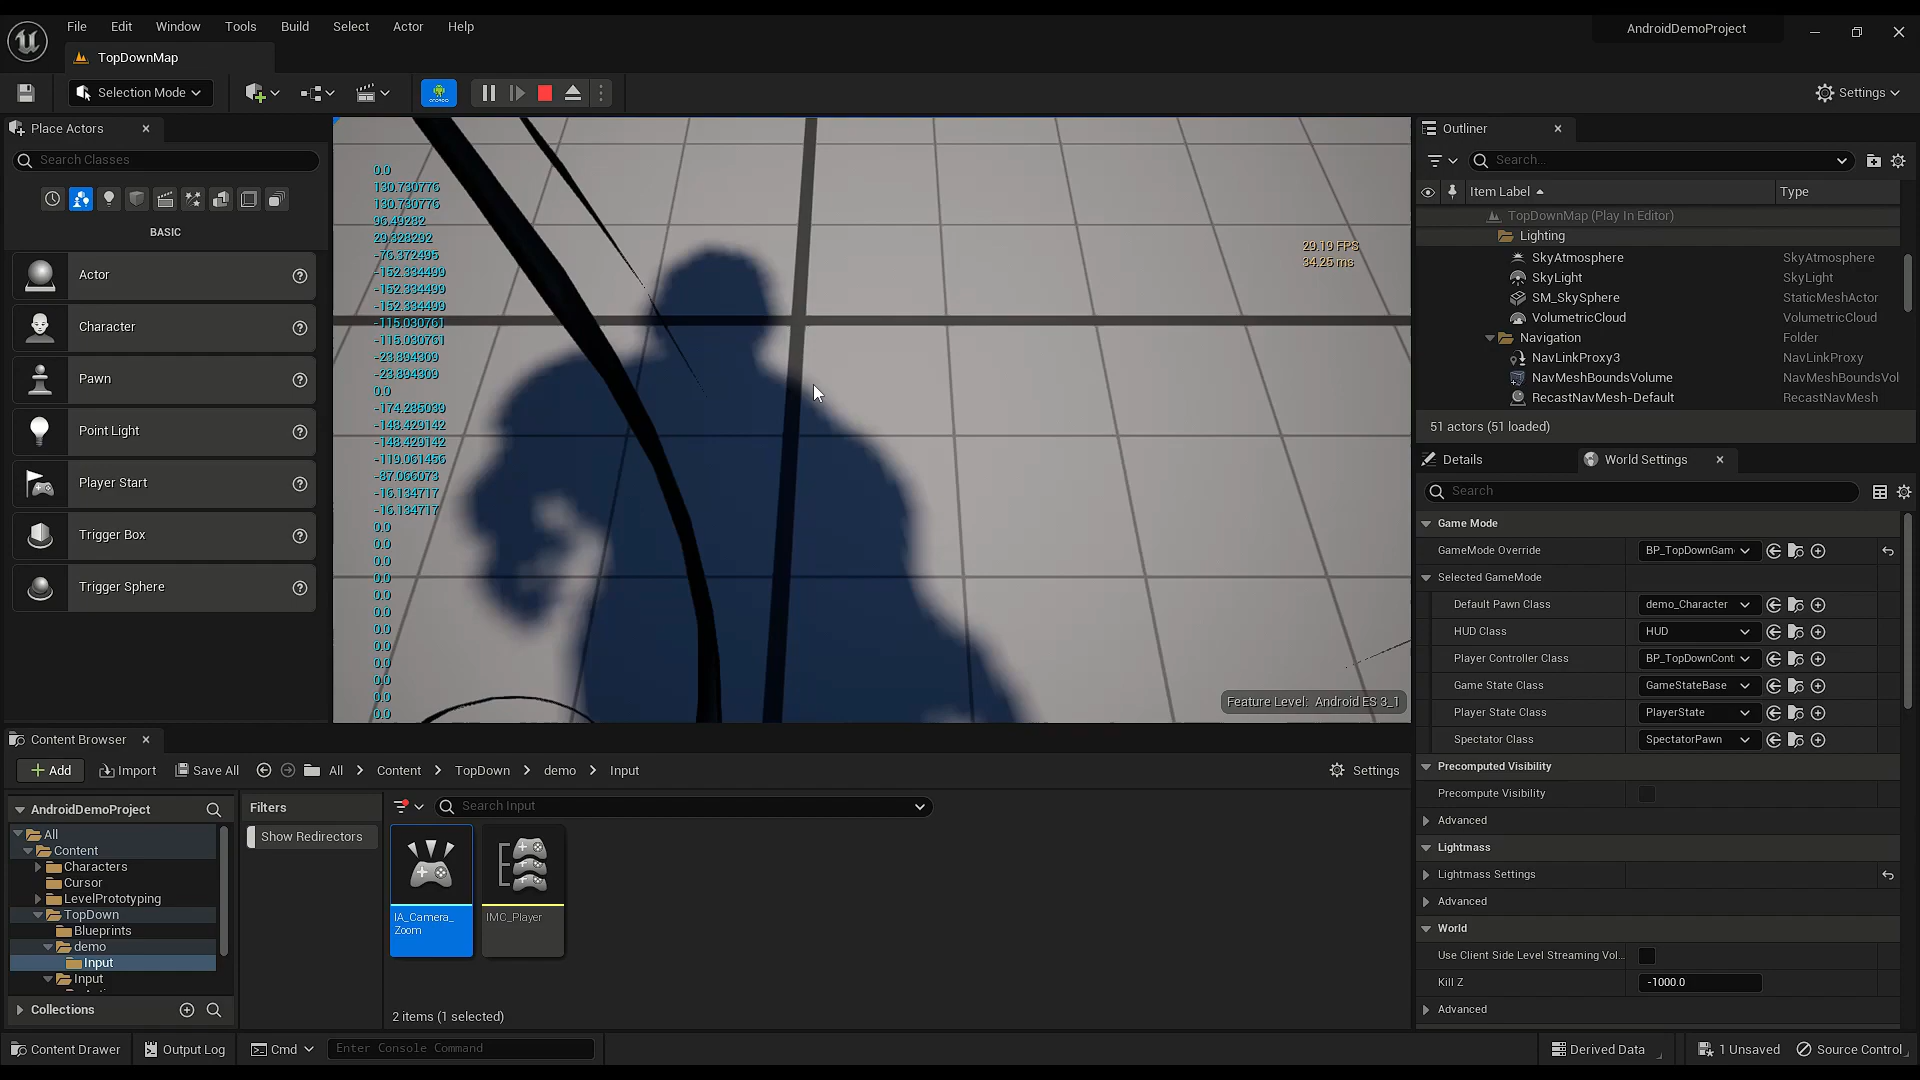 File Edit Window Tools Build Select Actor Help
AndroidDemoProject
TopDownMap
Selection Mode
Settings
Place Actors
Search Classes
BASIC
Actor
Character
Pawn
Point Light
Player Start
Trigger Box
Trigger Sphere
0.0
130.730776
130.730776
96.49282
29.328292
-76.372495
-152.334499
-152.334499
-152.334499
-115.030761
-115.030761
-23.894309
-23.894309
0.0
-174.285039
-148.429142
-148.429142
-119.061456
-87.066073
-16.134717
-16.134717
0.0
0.0
0.0
0.0
0.0
0.0
0.0
0.0
0.0
0.0
0.0
0.0
29.19 FPS
34.25 ms
Feature Level: Android ES 3_1
Outliner
Search...
Item Label Type
TopDownMap (Play In Editor)
Lighting
SkyAtmosphere SkyAtmosphere
SkyLight SkyLight
SM_SkySphere StaticMeshActor
VolumetricCloud VolumetricCloud
Navigation Folder
NavLinkProxy3 NavLinkProxy
NavMeshBoundsVolume NavMeshBoundsVol
RecastNavMesh-Default RecastNavMesh
51 actors (51 loaded)
Details World Settings
Search
Game Mode
GameMode Override BP_TopDownGam
Selected GameMode
Default Pawn Class demo_Character
HUD Class HUD
Player Controller Class BP_TopDownCont
Game State Class GameStateBase
Player State Class PlayerState
Spectator Class SpectatorPawn
Precomputed Visibility
Precompute Visibility
Advanced
Lightmass
Lightmass Settings
Advanced
World
Use Client Side Level Streaming Vol...
Kill Z -1000.0
Advanced
Content Browser
Add Import Save All All Content TopDown demo Input Settings
AndroidDemoProject
All
Content
Characters
Cursor
LevelPrototyping
TopDown
Blueprints
demo
Input
Input
Collections
Filters
Show Redirectors
Search Input
IA_Camera_
Zoom
IMC_Player
2 items (1 selected)
Content Drawer Output Log Cmd Enter Console Command Derived Data 1 Unsaved Source Control